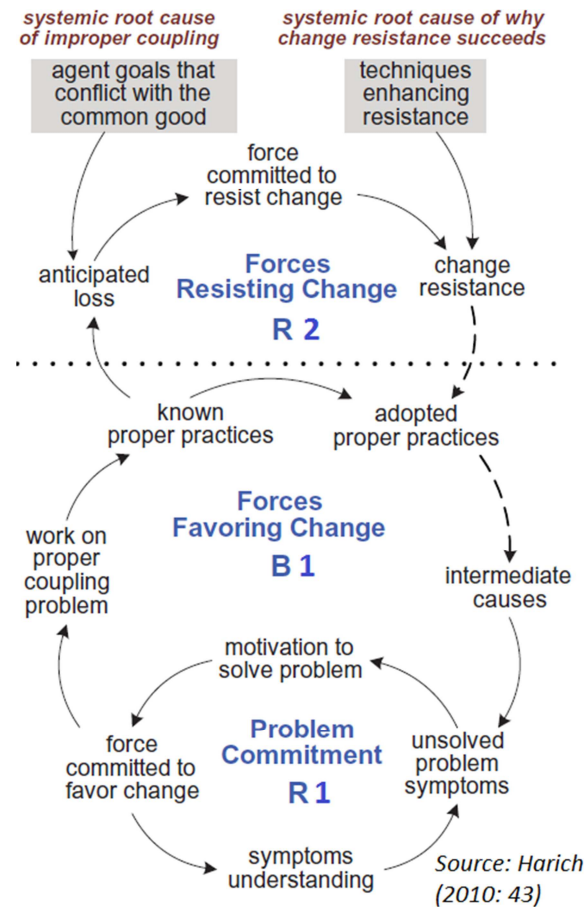 systemic root cause
of improper coupling
systemic root cause of why
change resistance succeeds
agent goals that
conflict with the
common good
techniques
enhancing
resistance
force
committed to
resist change
anticipated
loss
Forces
Resisting Change
R 2
change
resistance
known
proper practices
adopted
proper practices
Forces
Favoring Change
B 1
work on
proper
coupling
problem
intermediate
causes
motivation to
solve problem
force
committed to
favor change
Problem
Commitment
R 1
unsolved
problem
symptoms
symptoms
understanding
Source: Harich
(2010: 43)